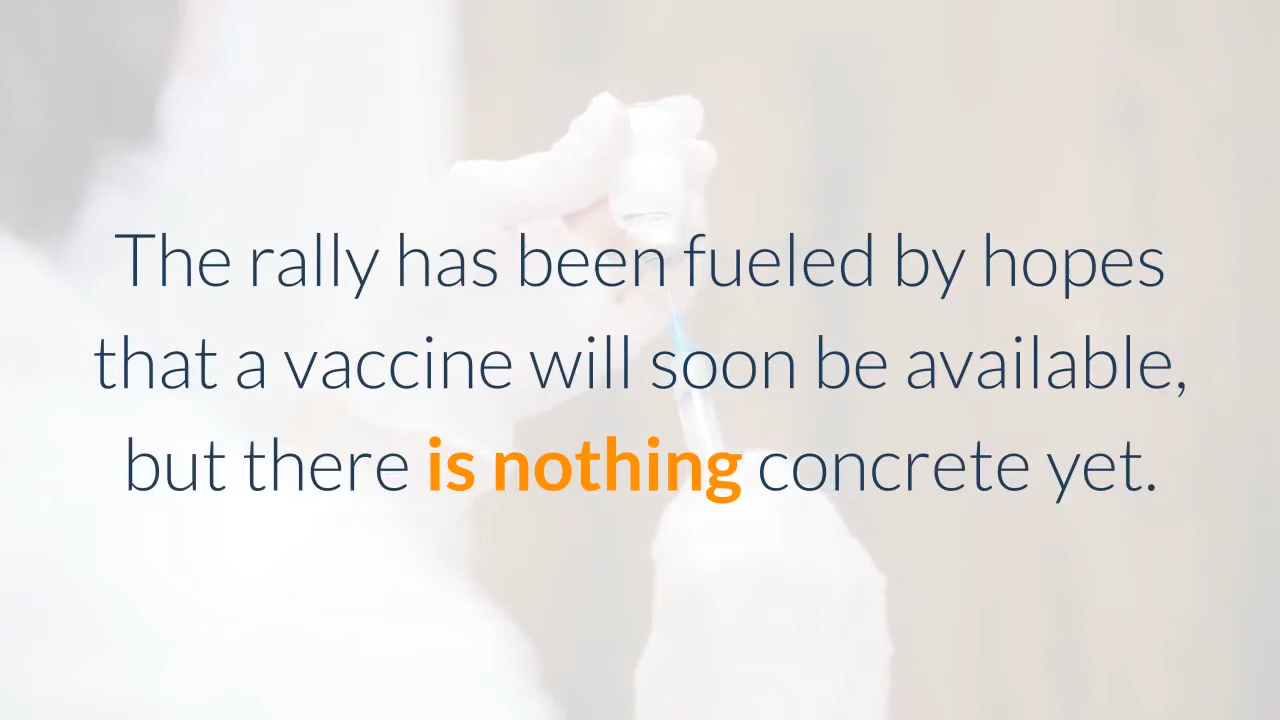 The rally has been fueled by hopes
that a vaccine will soon be available,
but there is nothing concrete yet.